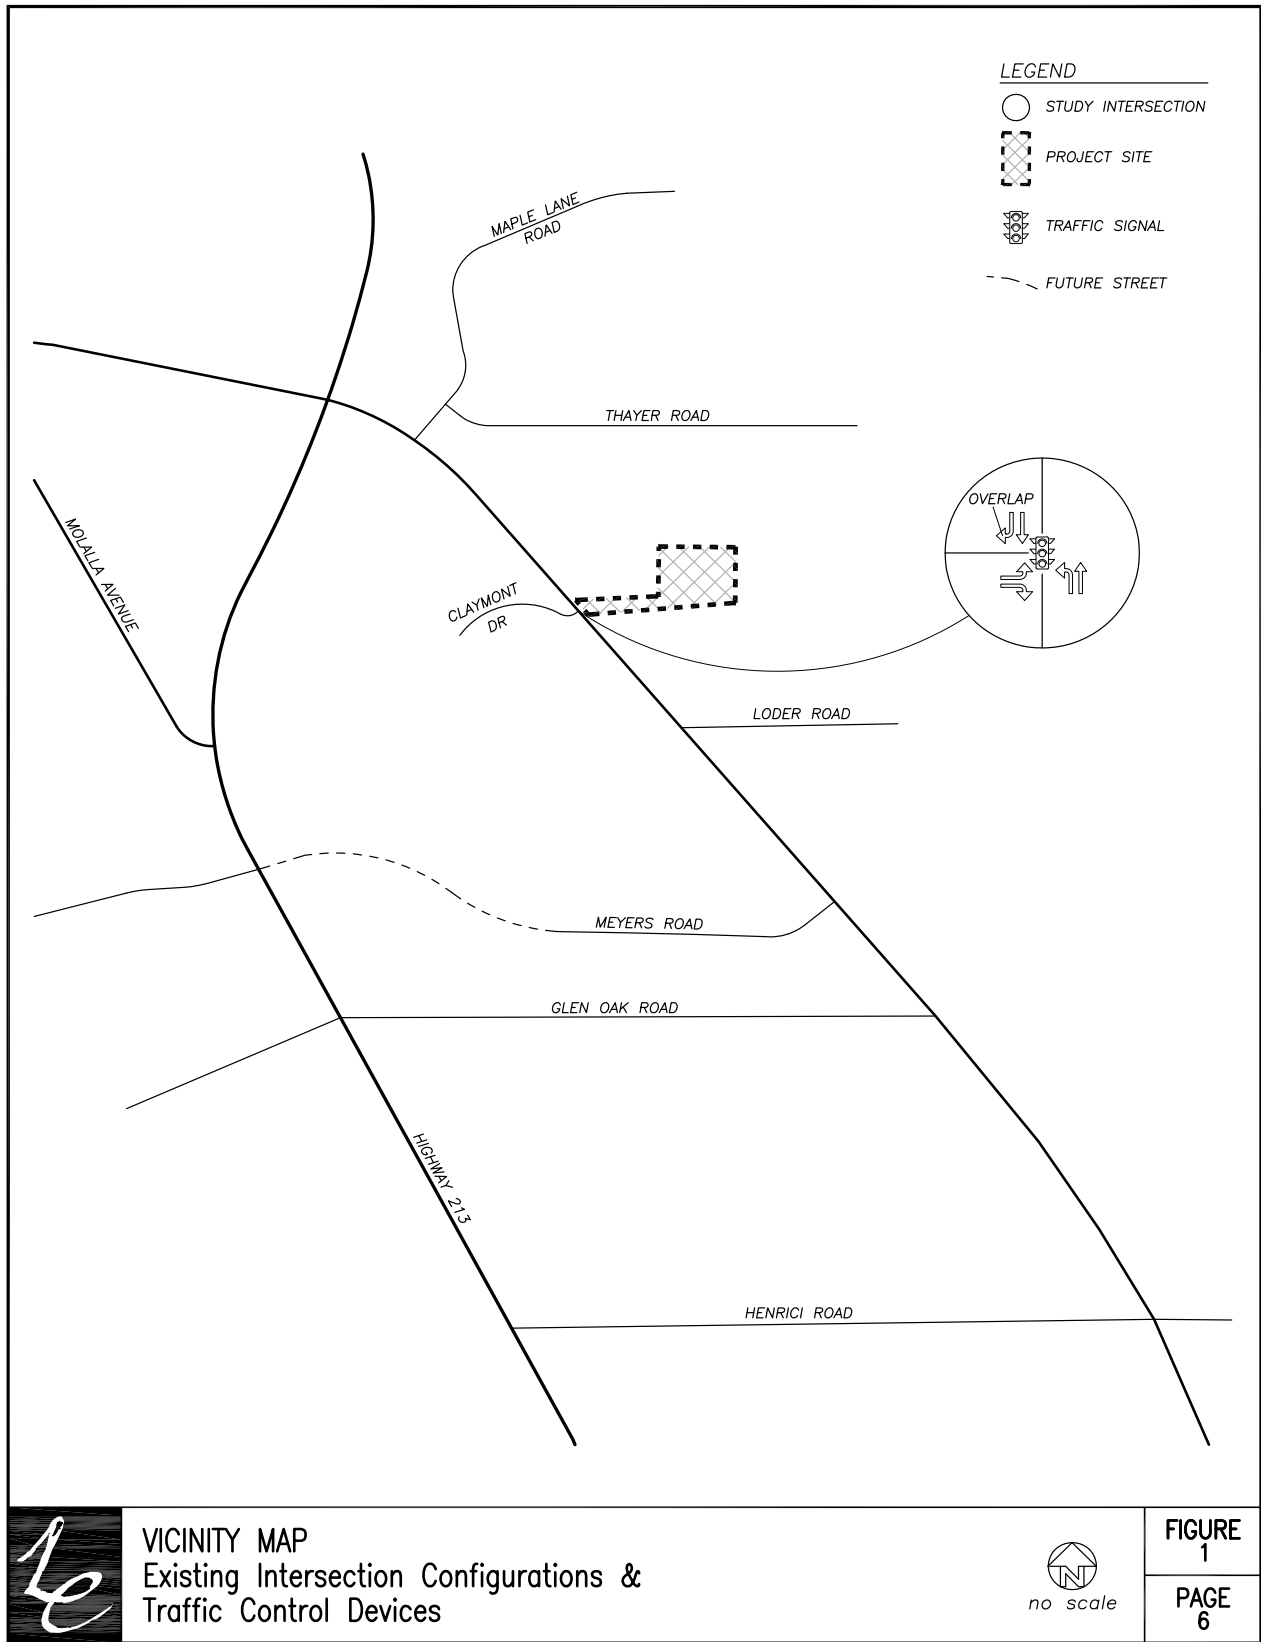 LEGEND
STUDY INTERSECTION
PROJECT SITE
TRAFFIC SIGNAL
FUTURE STREET
MAPLE LANE
ROAD
THAYER ROAD
OVERLAP
MOLALLA AVENUE
CLAYMONT
DR
LODER ROAD
MEYERS ROAD
GLEN OAK ROAD
HIGHWAY 213
HENRICI ROAD
VICINITY MAP
Existing Intersection Configurations &
Traffic Control Devices
N
no scale
FIGURE
1
PAGE
6